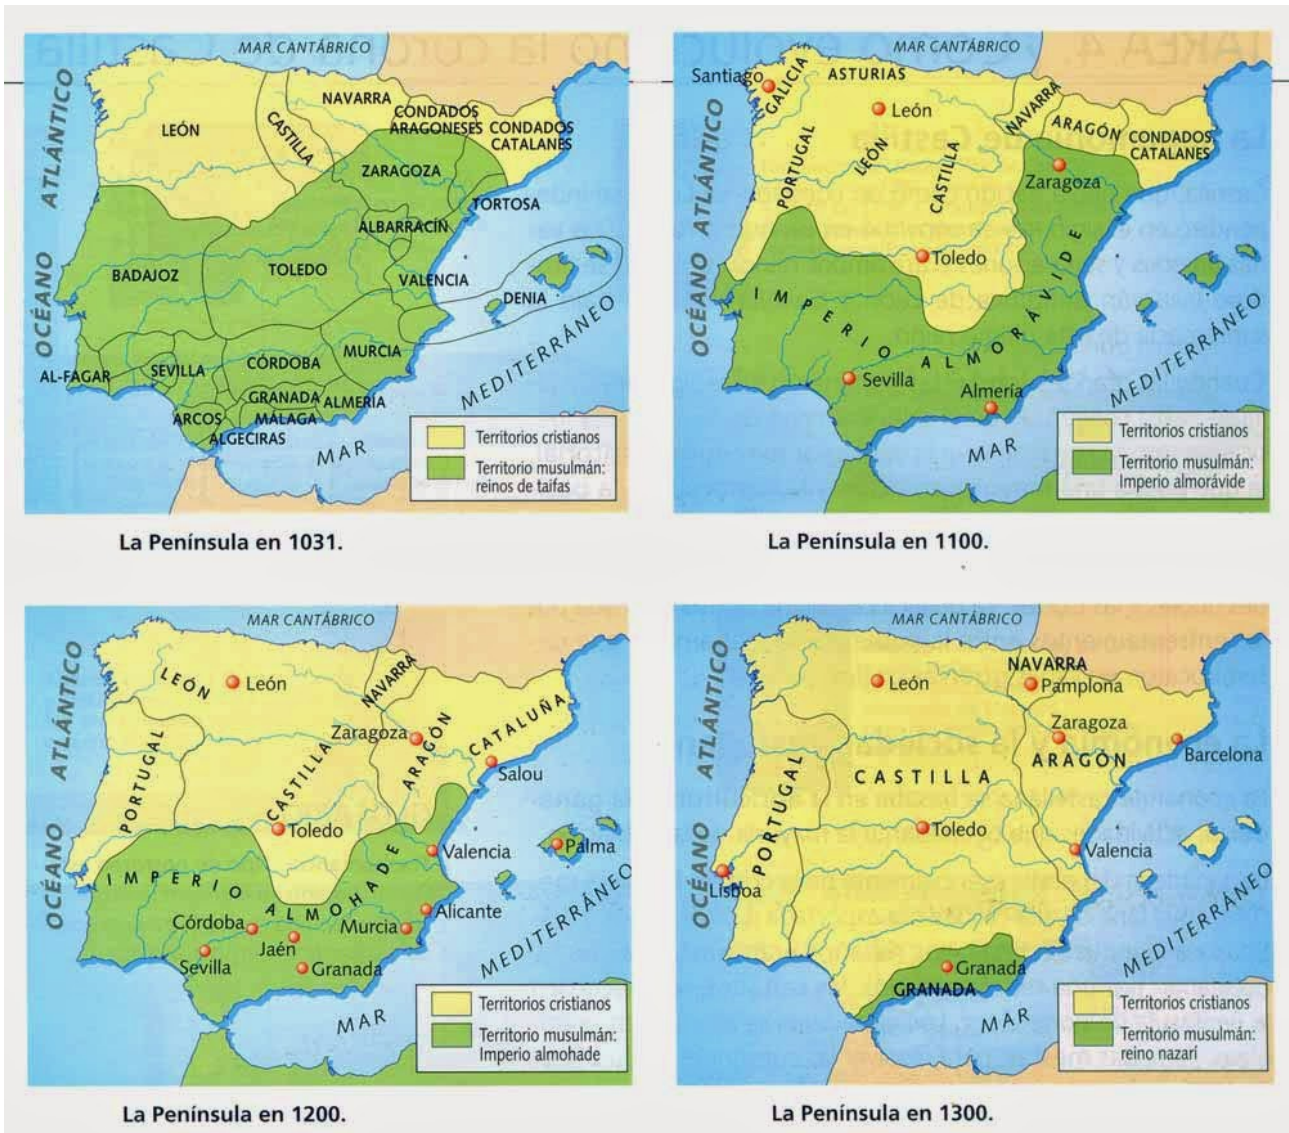 MAR CANTÁBRICO
OCÉANO ATLÁNTICO
LEÓN
CASTILLA
NAVARRA
CONDADOS
ARAGONESES
CONDADOS
CATALANES
ZARAGOZA
TORTOSA
ALBARRACÍN
BADAJOZ
TOLEDO
VALENCIA
DENIA
AL-FAGAR
SEVILLA
CÓRDOBA
MURCIA
GRANADA
ALMERÍA
ARCOS
MÁLAGA
ALGECIRAS
MAR MEDITERRÁNEO
Territorios cristianos
Territorio musulmán:
reinos de taifas
La Península en 1031.
MAR CANTÁBRICO
OCÉANO ATLÁNTICO
Santiago
GALICIA
ASTURIAS
León
NAVARRA
ARAGÓN
CONDADOS
CATALANES
PORTUGAL
LEÓN
CASTILLA
Zaragoza
Toledo
IMPERIO ALMORÁVIDE
Sevilla
Almería
MAR MEDITERRÁNEO
Territorios cristianos
Territorio musulmán:
Imperio almorávide
La Península en 1100.
MAR CANTÁBRICO
OCÉANO ATLÁNTICO
LEÓN
León
NAVARRA
Zaragoza
ARAGÓN
CATALUÑA
Salou
PORTUGAL
CASTILLA
Toledo
Valencia
Palma
IMPERIO ALMOHADE
Córdoba
Jaén
Murcia
Alicante
Sevilla
Granada
MAR MEDITERRÁNEO
Territorios cristianos
Territorio musulmán:
Imperio almohade
La Península en 1200.
MAR CANTÁBRICO
OCÉANO ATLÁNTICO
NAVARRA
León
Pamplona
Zaragoza
ARAGÓN
Barcelona
PORTUGAL
CASTILLA
Toledo
Valencia
Lisboa
Granada
GRANADA
MAR MEDITERRÁNEO
Territorios cristianos
Territorio musulmán:
reino nazarí
La Península en 1300.